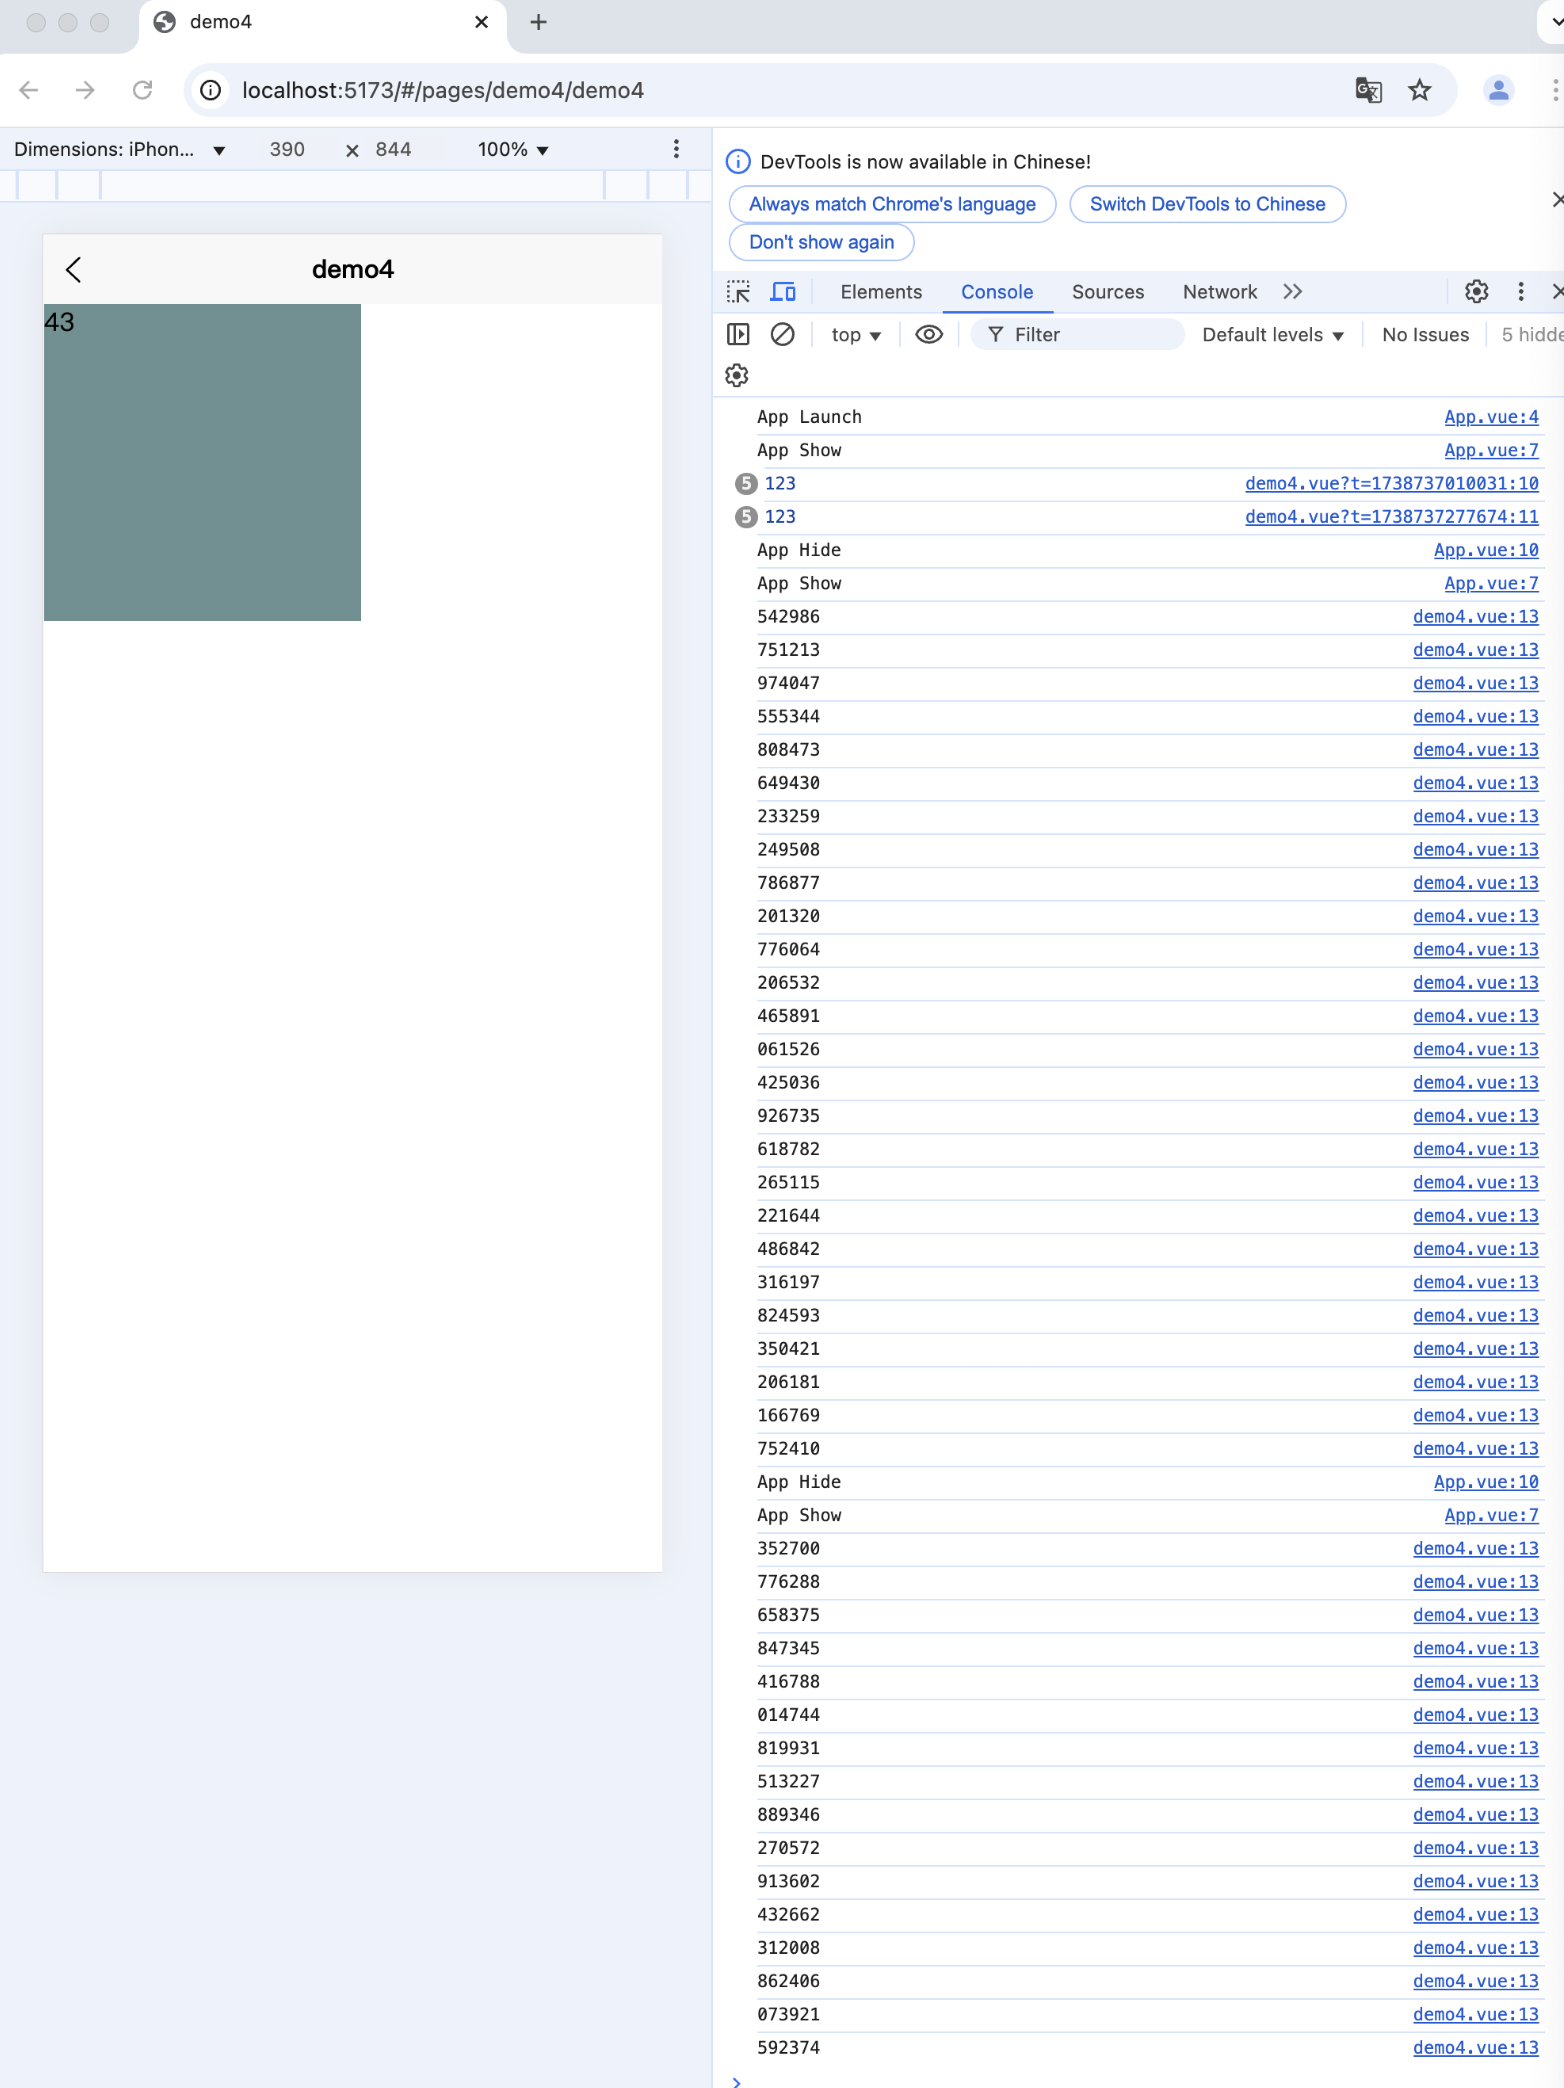 demo4
localhost:5173/#/pages/demo4/demo4
Dimensions: iPhon... 390 × 844 100%
demo4
43
DevTools is now available in Chinese!
Always match Chrome's language Switch DevTools to Chinese
Don't show again
Elements Console Sources Network
top Filter Default levels No Issues 5 hidde
App Launch App.vue:4
App Show App.vue:7
5 123 demo4.vue?t=1738737010031:10
5 123 demo4.vue?t=1738737277674:11
App Hide App.vue:10
App Show App.vue:7
542986 demo4.vue:13
751213 demo4.vue:13
974047 demo4.vue:13
555344 demo4.vue:13
808473 demo4.vue:13
649430 demo4.vue:13
233259 demo4.vue:13
249508 demo4.vue:13
786877 demo4.vue:13
201320 demo4.vue:13
776064 demo4.vue:13
206532 demo4.vue:13
465891 demo4.vue:13
061526 demo4.vue:13
425036 demo4.vue:13
926735 demo4.vue:13
618782 demo4.vue:13
265115 demo4.vue:13
221644 demo4.vue:13
486842 demo4.vue:13
316197 demo4.vue:13
824593 demo4.vue:13
350421 demo4.vue:13
206181 demo4.vue:13
166769 demo4.vue:13
752410 demo4.vue:13
App Hide App.vue:10
App Show App.vue:7
352700 demo4.vue:13
776288 demo4.vue:13
658375 demo4.vue:13
847345 demo4.vue:13
416788 demo4.vue:13
014744 demo4.vue:13
819931 demo4.vue:13
513227 demo4.vue:13
889346 demo4.vue:13
270572 demo4.vue:13
913602 demo4.vue:13
432662 demo4.vue:13
312008 demo4.vue:13
862406 demo4.vue:13
073921 demo4.vue:13
592374 demo4.vue:13